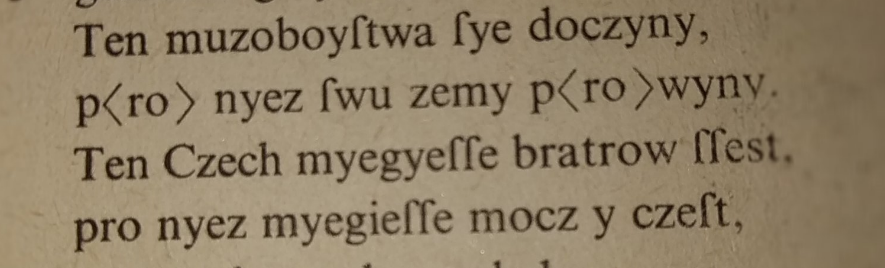 Ten muzoboyſtwa ſye doczyny,
p⟨ro⟩ nyez ſwu zemy p⟨ro⟩wyny.
Ten Czech myegyeſſe bratrow ſſest,
pro nyez myegieſſe mocz y czeſt,